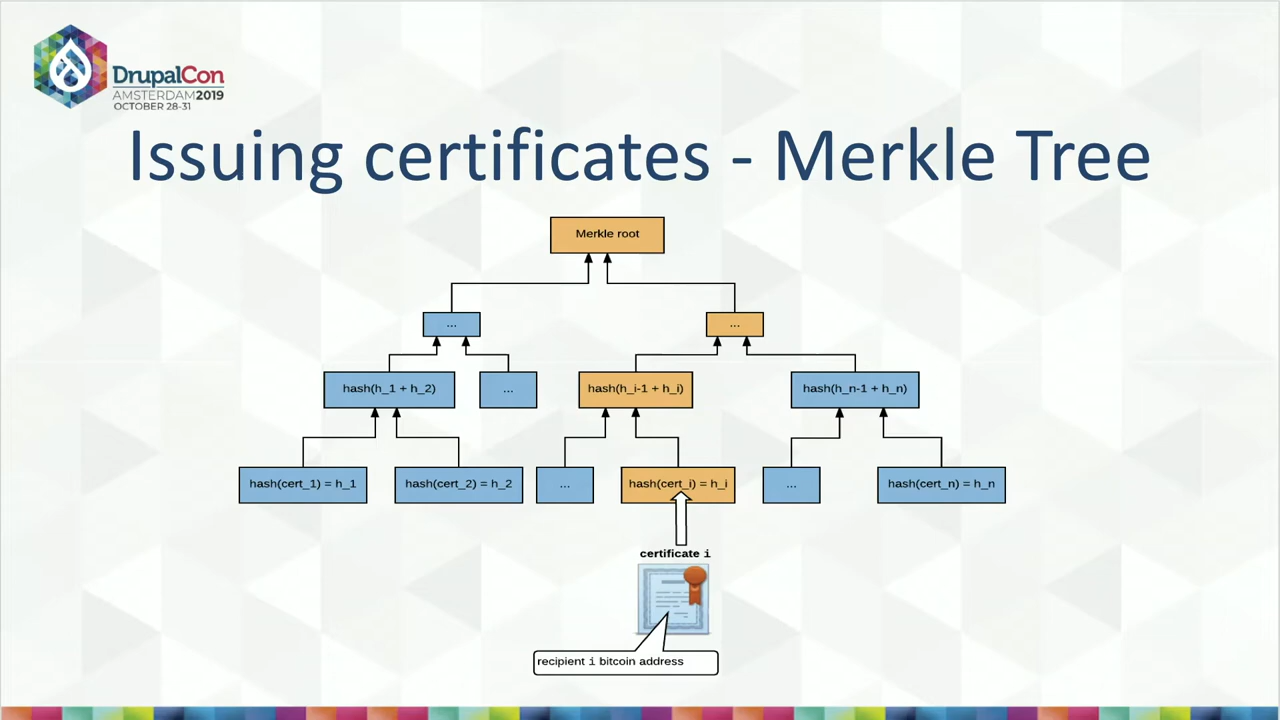 DrupalCon
AMSTERDAM2019
OCTOBER 28-31
Issuing certificates - Merkle Tree
Merkle root
...
...
hash(h_1 + h_2)
...
hash(h_i-1 + h_i)
hash(h_n-1 + h_n)
hash(cert_1) = h_1
hash(cert_2) = h_2
...
hash(cert_i) = h_i
...
hash(cert_n) = h_n
certificate i
recipient i bitcoin address